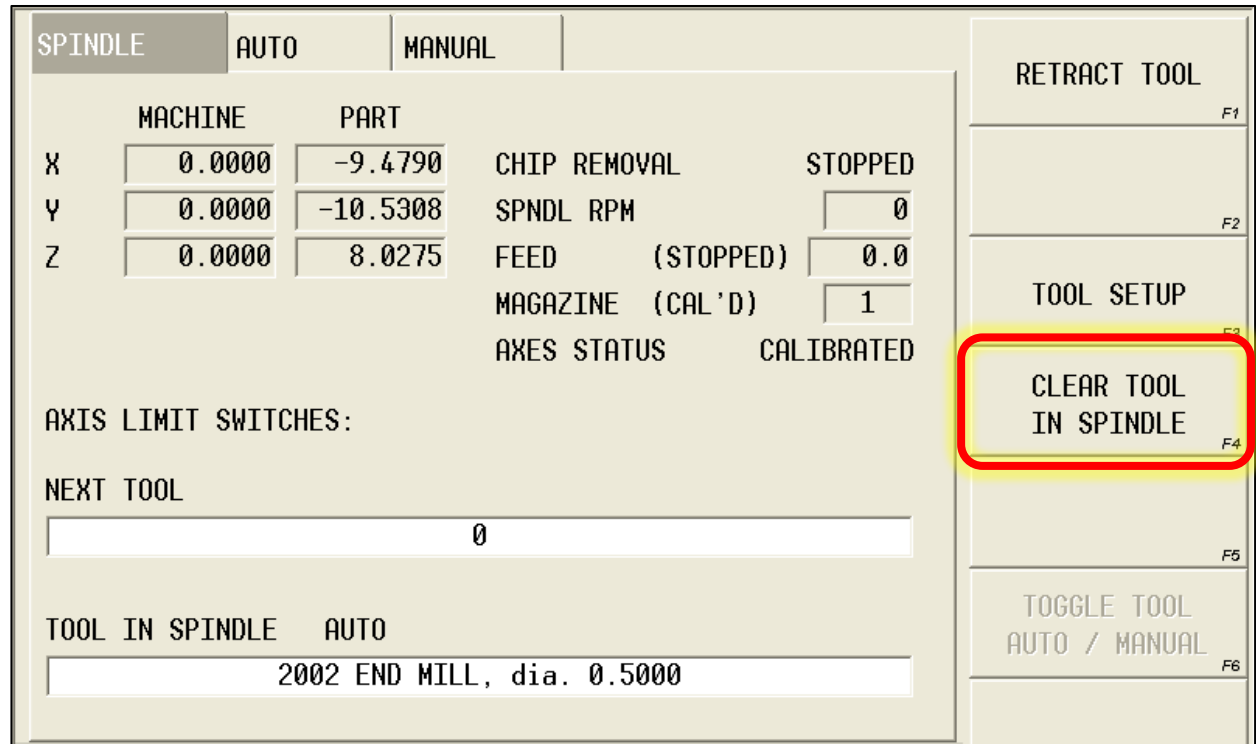 SPINDLE AUTO MANUAL
MACHINE PART
X 0.0000 -9.4790 CHIP REMOVAL STOPPED
Y 0.0000 -10.5308 SPNDL RPM 0
Z 0.0000 8.0275 FEED (STOPPED) 0.0
MAGAZINE (CAL'D) 1
AXES STATUS CALIBRATED
AXIS LIMIT SWITCHES:
NEXT TOOL
0
TOOL IN SPINDLE AUTO
2002 END MILL, dia. 0.5000
RETRACT TOOL
F1
F2
TOOL SETUP
F3
CLEAR TOOL
IN SPINDLE
F4
F5
TOGGLE TOOL
AUTO / MANUAL
F6